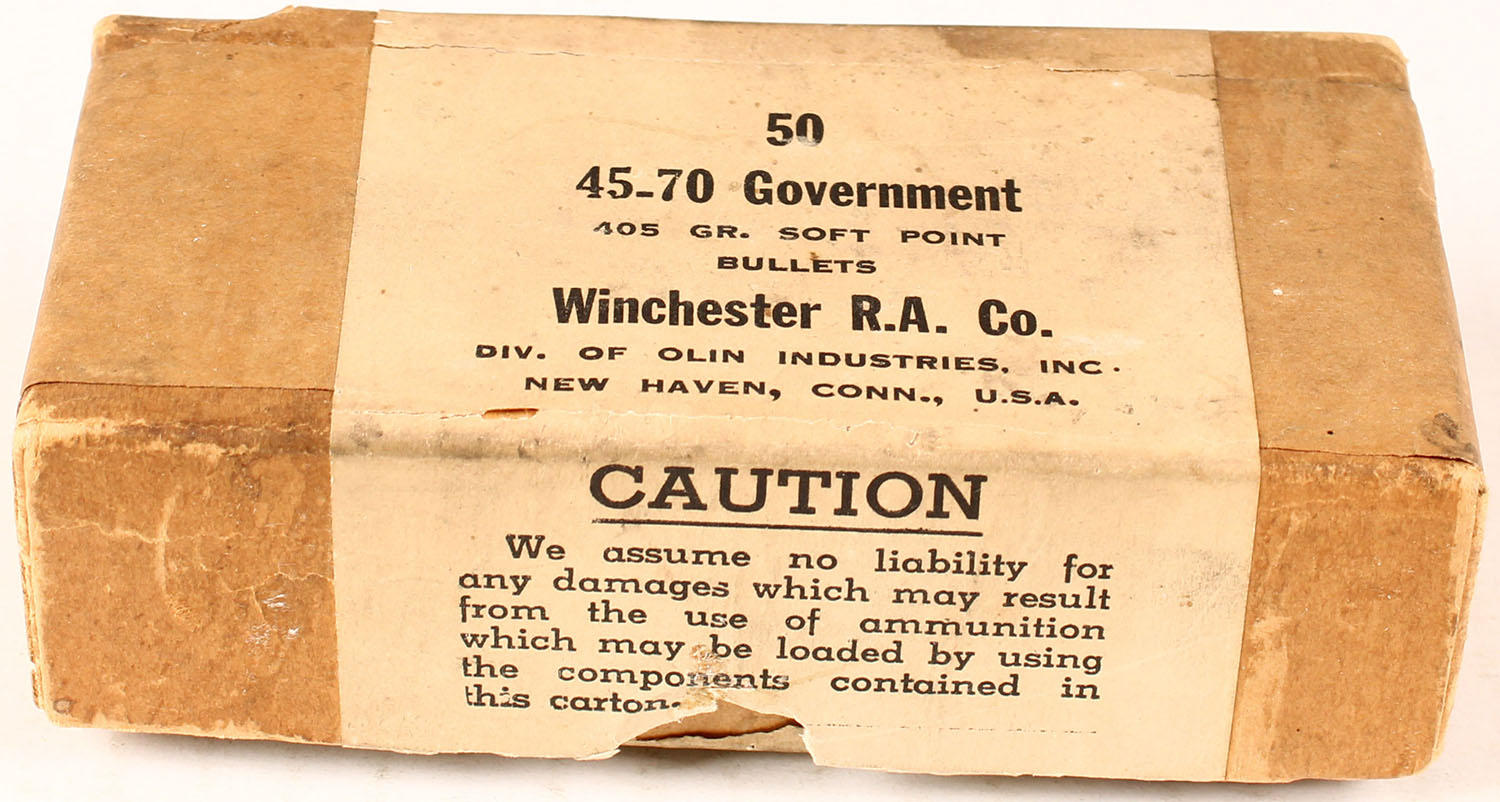 50
45-70 Government
405 GR. SOFT POINT
BULLETS
Winchester R.A. Co.
DIV. OF OLIN INDUSTRIES, INC.
NEW HAVEN, CONN., U.S.A.
CAUTION
We assume no liability for
any damages which may result
from the use of ammunition
which may be loaded by using
the components contained in
this carton.